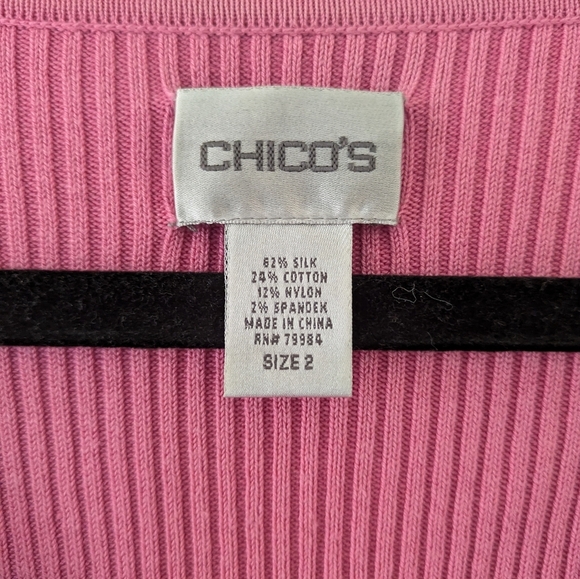 CHICO'S
62% SILK
24% COTTON
12% NYLON
2% SPANDEX
MADE IN CHINA
RN# 79984
SIZE 2